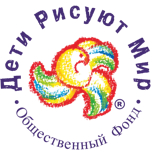 Дети Рисуют Мир
• Общественный Фонд •
®